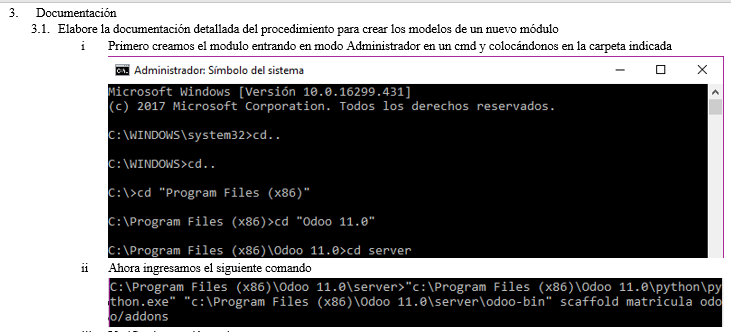 3. Documentación
3.1. Elabore la documentación detallada del procedimiento para crear los modelos de un nuevo módulo
i Primero creamos el modulo entrando en modo Administrador en un cmd y colocándonos en la carpeta indicada
Administrador: Símbolo del sistema
Microsoft Windows [Versión 10.0.16299.431]
(c) 2017 Microsoft Corporation. Todos los derechos reservados.
C:\WINDOWS\system32>cd..
C:\WINDOWS>cd..
C:\>cd "Program Files (x86)"
C:\Program Files (x86)>cd "Odoo 11.0"
C:\Program Files (x86)\Odoo 11.0>cd server
ii Ahora ingresamos el siguiente comando
C:\Program Files (x86)\Odoo 11.0\server>"c:\Program Files (x86)\Odoo 11.0\python\py
thon.exe" "c:\Program Files (x86)\Odoo 11.0\server\odoo-bin" scaffold matricula odo
o/addons